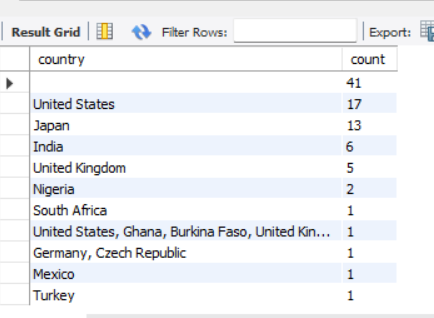 Result Grid Filter Rows: Export:
country count
41
United States 17
Japan 13
India 6
United Kingdom 5
Nigeria 2
South Africa 1
United States, Ghana, Burkina Faso, United Kin... 1
Germany, Czech Republic 1
Mexico 1
Turkey 1